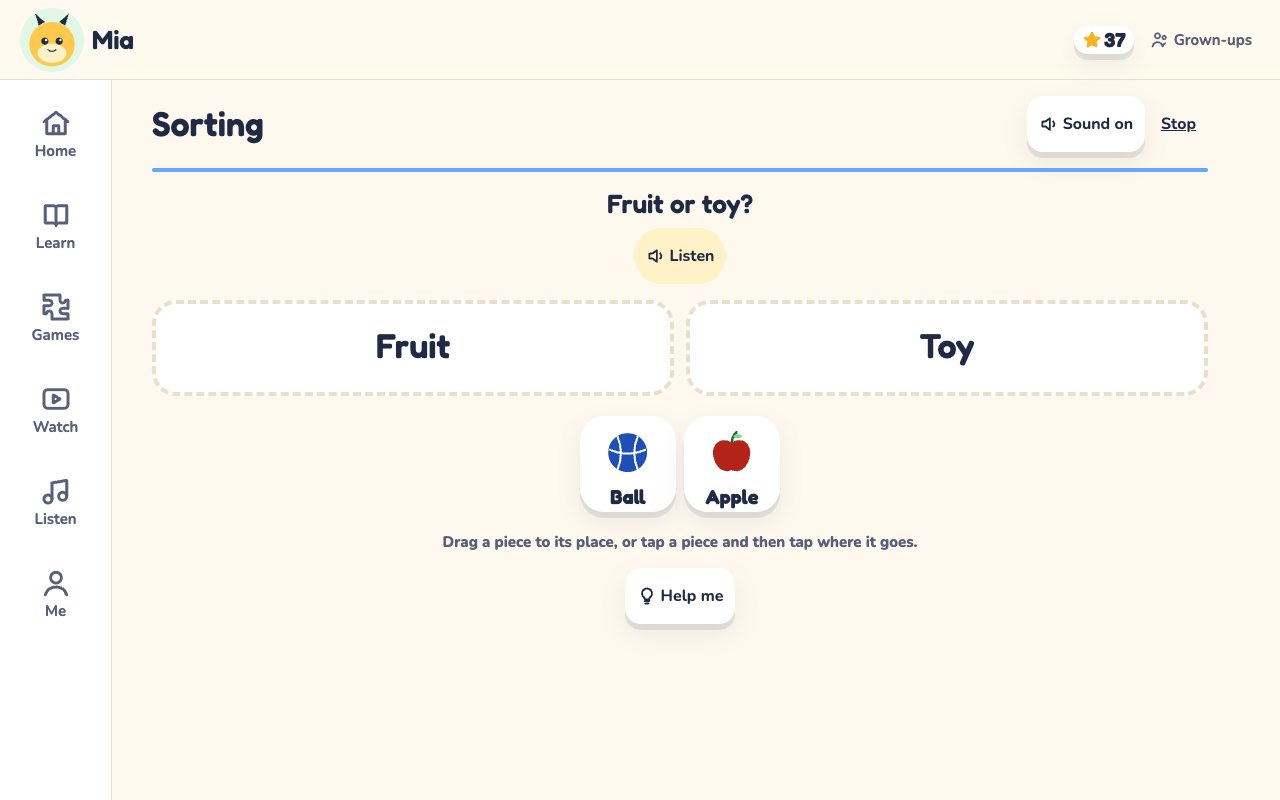 Mia
37
Grown-ups
Home
Learn
Games
Watch
Listen
Me
Sorting
Sound on
Stop
Fruit or toy?
Listen
Fruit
Toy
Ball
Apple
Drag a piece to its place, or tap a piece and then tap where it goes.
Help me